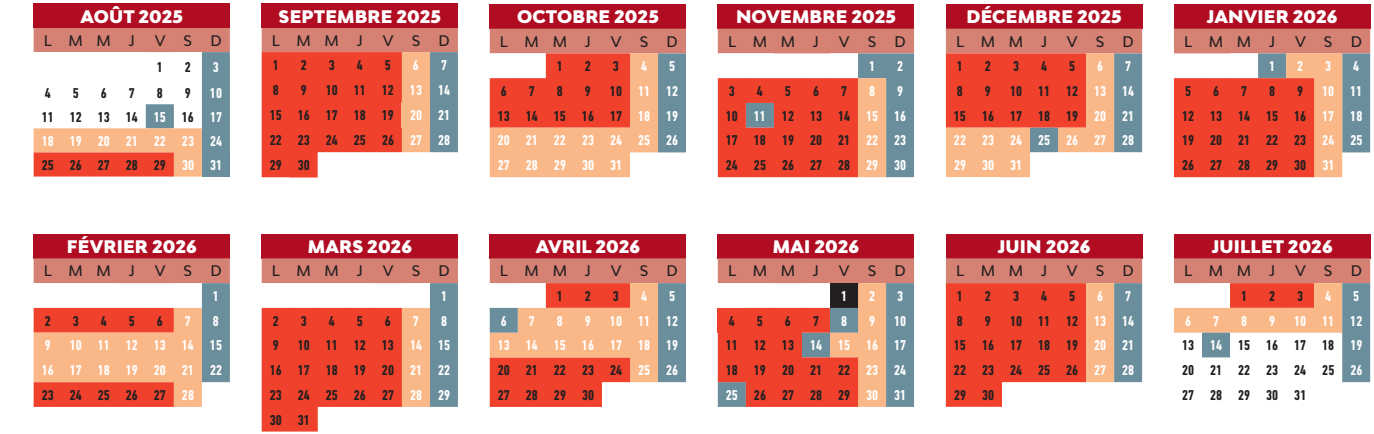 AOÛT 2025
L M M J V S D
1 2 3
4 5 6 7 8 9 10
11 12 13 14 15 16 17
18 19 20 21 22 23 24
25 26 27 28 29 30 31
SEPTEMBRE 2025
L M M J V S D
1 2 3 4 5 6 7
8 9 10 11 12 13 14
15 16 17 18 19 20 21
22 23 24 25 26 27 28
29 30
OCTOBRE 2025
L M M J V S D
1 2 3 4 5
6 7 8 9 10 11 12
13 14 15 16 17 18 19
20 21 22 23 24 25 26
27 28 29 30 31
NOVEMBRE 2025
L M M J V S D
1 2
3 4 5 6 7 8 9
10 11 12 13 14 15 16
17 18 19 20 21 22 23
24 25 26 27 28 29 30
DÉCEMBRE 2025
L M M J V S D
1 2 3 4 5 6 7
8 9 10 11 12 13 14
15 16 17 18 19 20 21
22 23 24 25 26 27 28
29 30 31
JANVIER 2026
L M M J V S D
1 2 3 4
5 6 7 8 9 10 11
12 13 14 15 16 17 18
19 20 21 22 23 24 25
26 27 28 29 30 31
FÉVRIER 2026
L M M J V S D
1
2 3 4 5 6 7 8
9 10 11 12 13 14 15
16 17 18 19 20 21 22
23 24 25 26 27 28
MARS 2026
L M M J V S D
1
2 3 4 5 6 7 8
9 10 11 12 13 14 15
16 17 18 19 20 21 22
23 24 25 26 27 28 29
30 31
AVRIL 2026
L M M J V S D
1 2 3 4 5
6 7 8 9 10 11 12
13 14 15 16 17 18 19
20 21 22 23 24 25 26
27 28 29 30
MAI 2026
L M M J V S D
1 2 3
4 5 6 7 8 9 10
11 12 13 14 15 16 17
18 19 20 21 22 23 24
25 26 27 28 29 30 31
JUIN 2026
L M M J V S D
1 2 3 4 5 6 7
8 9 10 11 12 13 14
15 16 17 18 19 20 21
22 23 24 25 26 27 28
29 30
JUILLET 2026
L M M J V S D
1 2 3 4 5
6 7 8 9 10 11 12
13 14 15 16 17 18 19
20 21 22 23 24 25 26
27 28 29 30 31